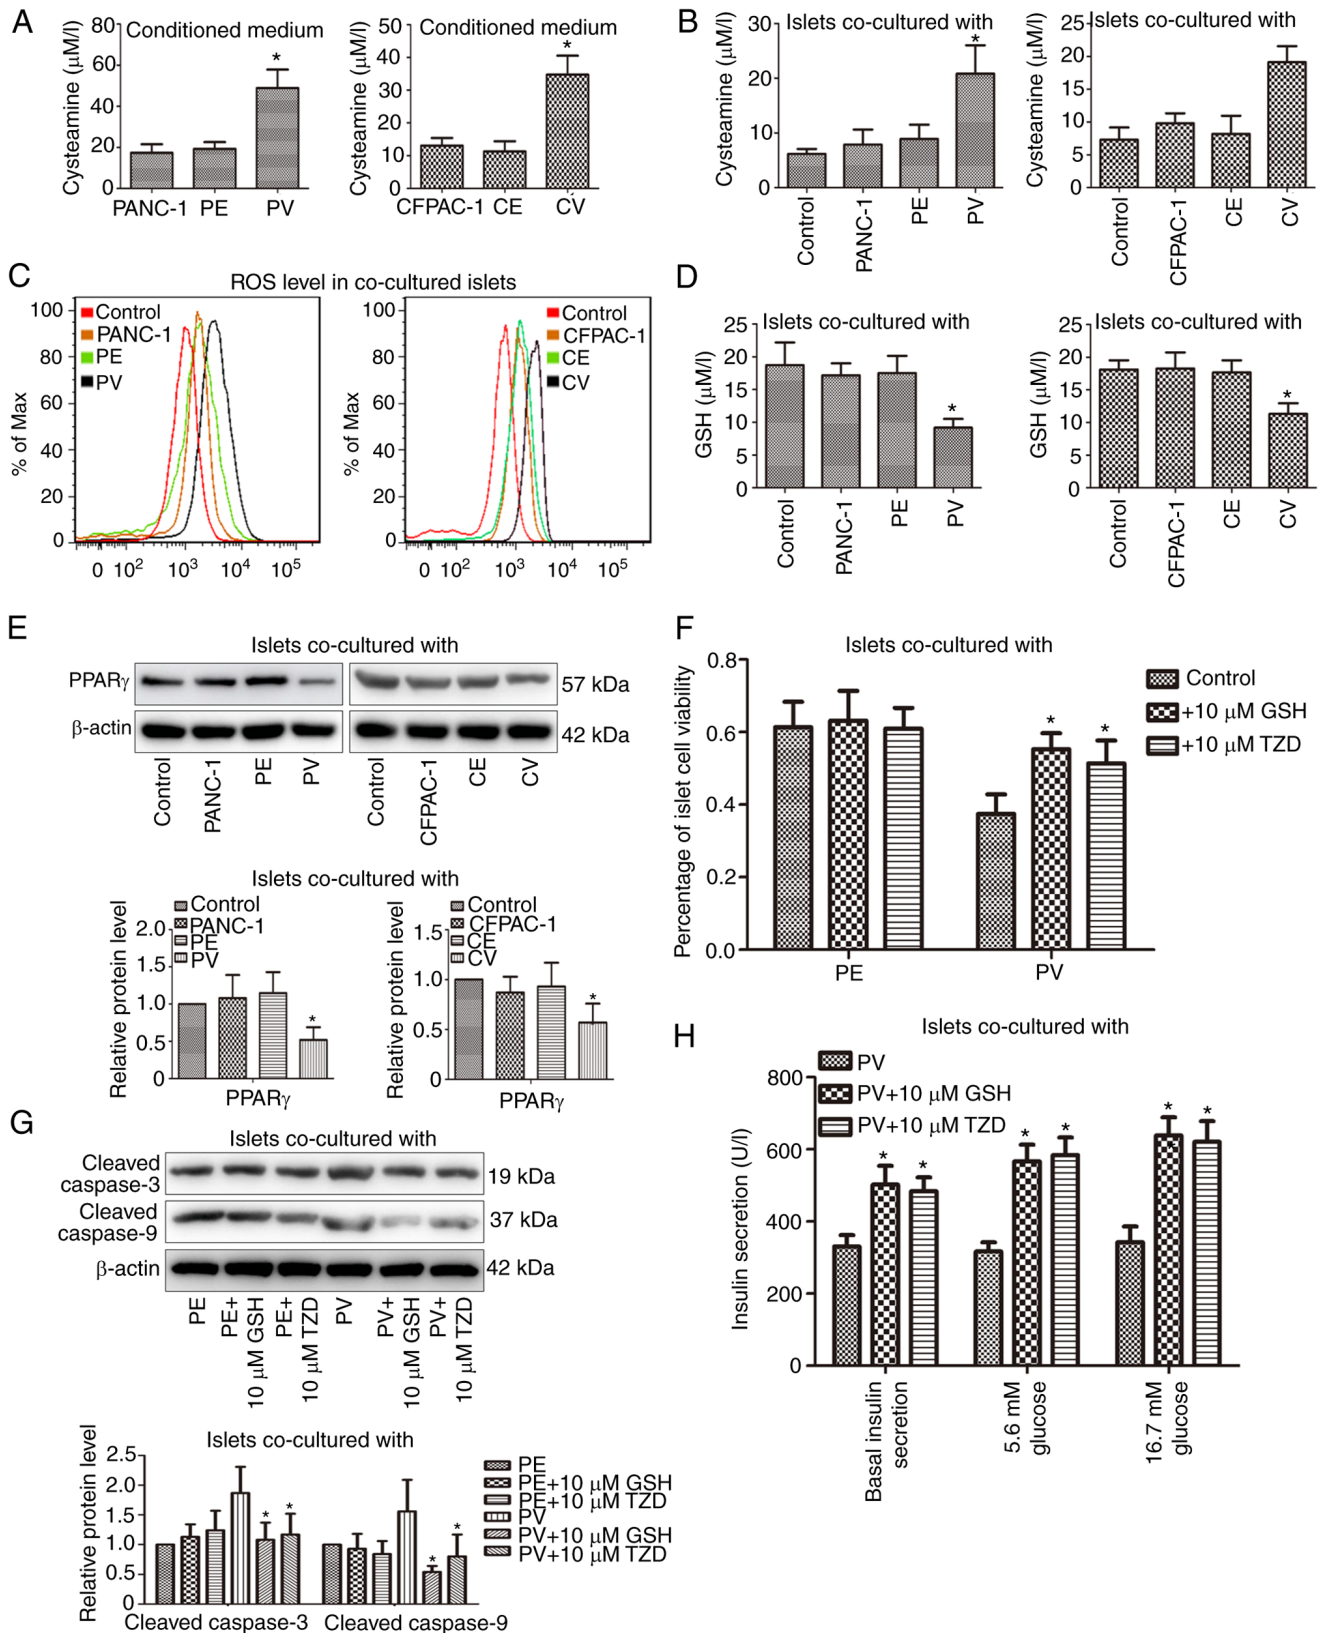 A
Conditioned medium
Cysteamine (μM/l)
80
60
40
20
0
*
PANC-1 PE PV
Conditioned medium
Cysteamine (μM/l)
50
40
30
20
10
0
*
CFPAC-1 CE CV
B
Islets co-cultured with
Cysteamine (μM/l)
30
20
10
0
*
Control
PANC-1
PE
PV
Islets co-cultured with
Cysteamine (μM/l)
25
20
15
10
5
0
Control
CFPAC-1
CE
CV
C
ROS level in co-cultured islets
% of Max
100
80
60
40
20
0
Control
PANC-1
PE
PV
0 10² 10³ 10⁴ 10⁵
% of Max
100
80
60
40
20
0
Control
CFPAC-1
CE
CV
0 10² 10³ 10⁴ 10⁵
D
Islets co-cultured with
GSH (μM/l)
25
20
15
10
5
0
*
Control
PANC-1
PE
PV
Islets co-cultured with
GSH (μM/l)
25
20
15
10
5
0
*
Control
CFPAC-1
CE
CV
E
Islets co-cultured with
PPARγ
57 kDa
β-actin
42 kDa
Control
PANC-1
PE
PV
Control
CFPAC-1
CE
CV
Islets co-cultured with
Relative protein level
2.0
1.5
1.0
0.5
0
Control
PANC-1
PE
PV
*
PPARγ
Relative protein level
1.5
1.0
0.5
0
Control
CFPAC-1
CE
CV
*
PPARγ
F
Islets co-cultured with
Percentage of islet cell viability
0.8
0.6
0.4
0.2
0.0
* *
PE
PV
Control
+10 μM GSH
+10 μM TZD
G
Islets co-cultured with
Cleaved
caspase-3
19 kDa
Cleaved
caspase-9
37 kDa
β-actin
42 kDa
PE
PE+
10 μM GSH
PE+
10 μM TZD
PV
PV+
10 μM GSH
PV+
10 μM TZD
Islets co-cultured with
Relative protein level
2.5
2.0
1.5
1.0
0.5
0
* *
* *
Cleaved caspase-3 Cleaved caspase-9
PE
PE+10 μM GSH
PE+10 μM TZD
PV
PV+10 μM GSH
PV+10 μM TZD
H
Islets co-cultured with
PV
PV+10 μM GSH
PV+10 μM TZD
Insulin secretion (U/l)
800
600
400
200
0
* *
* *
* *
*
Basal insulin
secretion
5.6 mM
glucose
16.7 mM
glucose